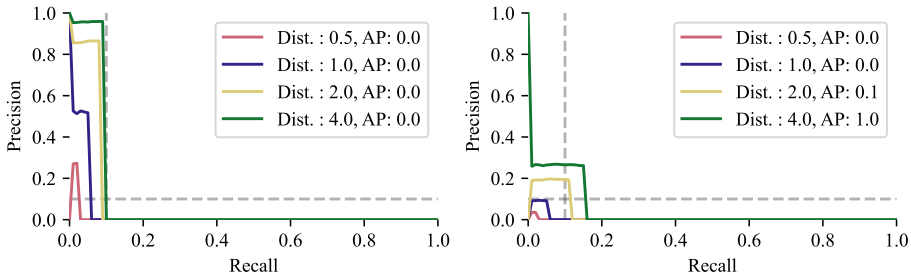 1.0
0.8
0.6
0.4
0.2
0.0
Precision
Dist. : 0.5, AP: 0.0
Dist. : 1.0, AP: 0.0
Dist. : 2.0, AP: 0.0
Dist. : 4.0, AP: 0.0
0.0 0.2 0.4 0.6 0.8 1.0
Recall
1.0
0.8
0.6
0.4
0.2
0.0
Precision
Dist. : 0.5, AP: 0.0
Dist. : 1.0, AP: 0.0
Dist. : 2.0, AP: 0.1
Dist. : 4.0, AP: 1.0
0.0 0.2 0.4 0.6 0.8 1.0
Recall